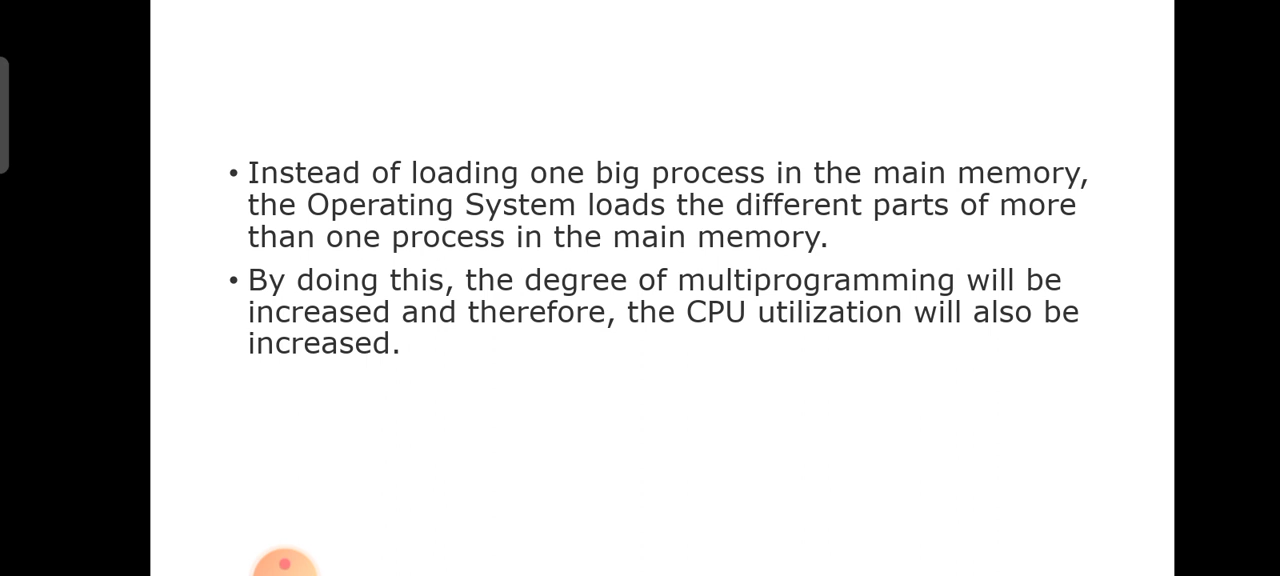 • Instead of loading one big process in the main memory,
the Operating System loads the different parts of more
than one process in the main memory.
• By doing this, the degree of multiprogramming will be
increased and therefore, the CPU utilization will also be
increased.